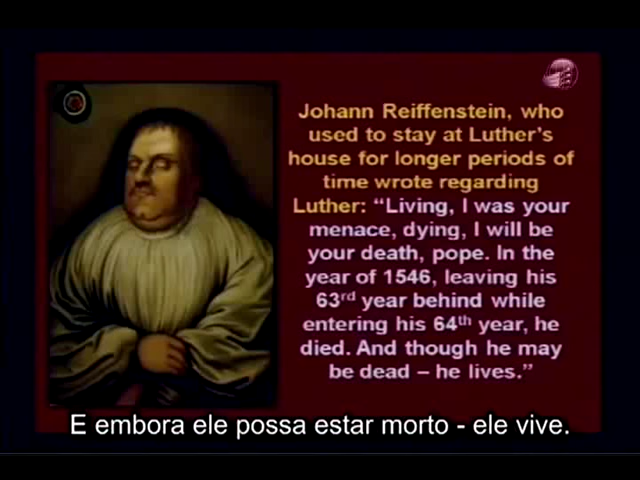 Johann Reiffenstein, who
used to stay at Luther's
house for longer periods of
time wrote regarding
Luther: “Living, I was your
menace, dying, I will be
your death, pope. In the
year of 1546, leaving his
63rd year behind while
entering his 64th year, he
died. And though he may
be dead – he lives.”
E embora ele possa estar morto - ele vive.